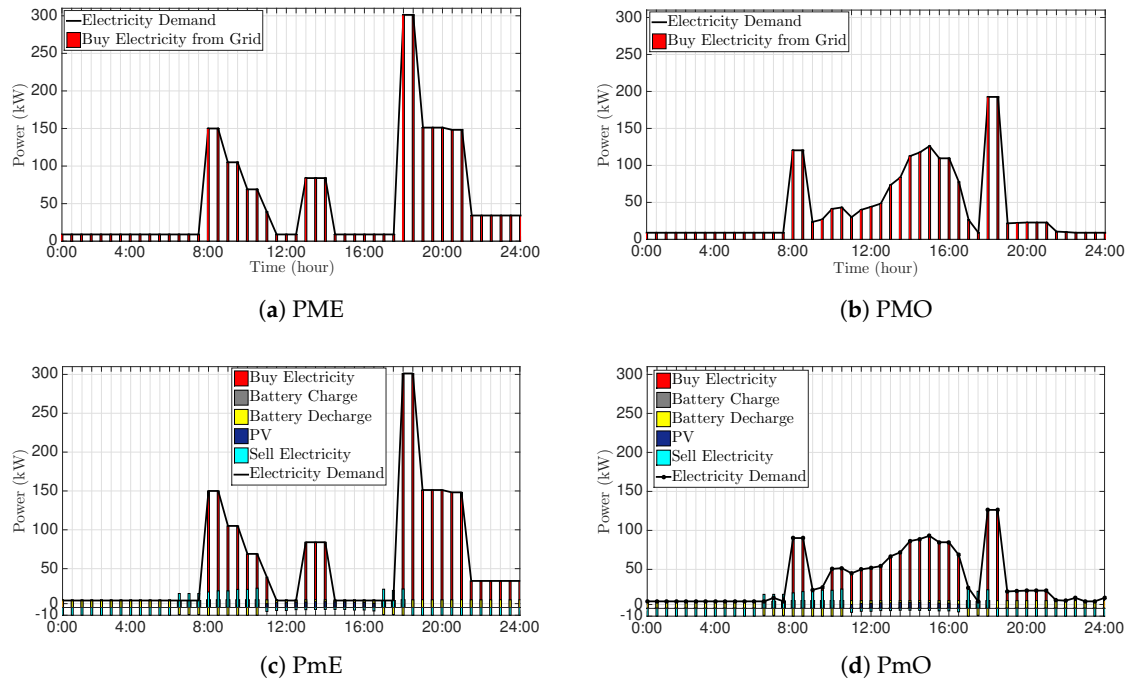 Electricity Demand
Buy Electricity from Grid
Power (kW)
300
250
200
150
100
50
0
0:00 4:00 8:00 12:00 16:00 20:00 24:00
Time (hour)
(a) PME
Electricity Demand
Buy Electricity from Grid
Power (kW)
300
250
200
150
100
50
0
0:00 4:00 8:00 12:00 16:00 20:00 24:00
Time (hour)
(b) PMO
Buy Electricity
Battery Charge
Battery Decharge
PV
Sell Electricity
Electricity Demand
Power (kW)
300
250
200
150
100
50
0
-10
0:00 4:00 8:00 12:00 16:00 20:00 24:00
(c) PmE
Buy Electricity
Battery Charge
Battery Decharge
PV
Sell Electricity
Electricity Demand
Power (kW)
300
250
200
150
100
50
0
-10
0:00 4:00 8:00 12:00 16:00 20:00 24:00
(d) PmO